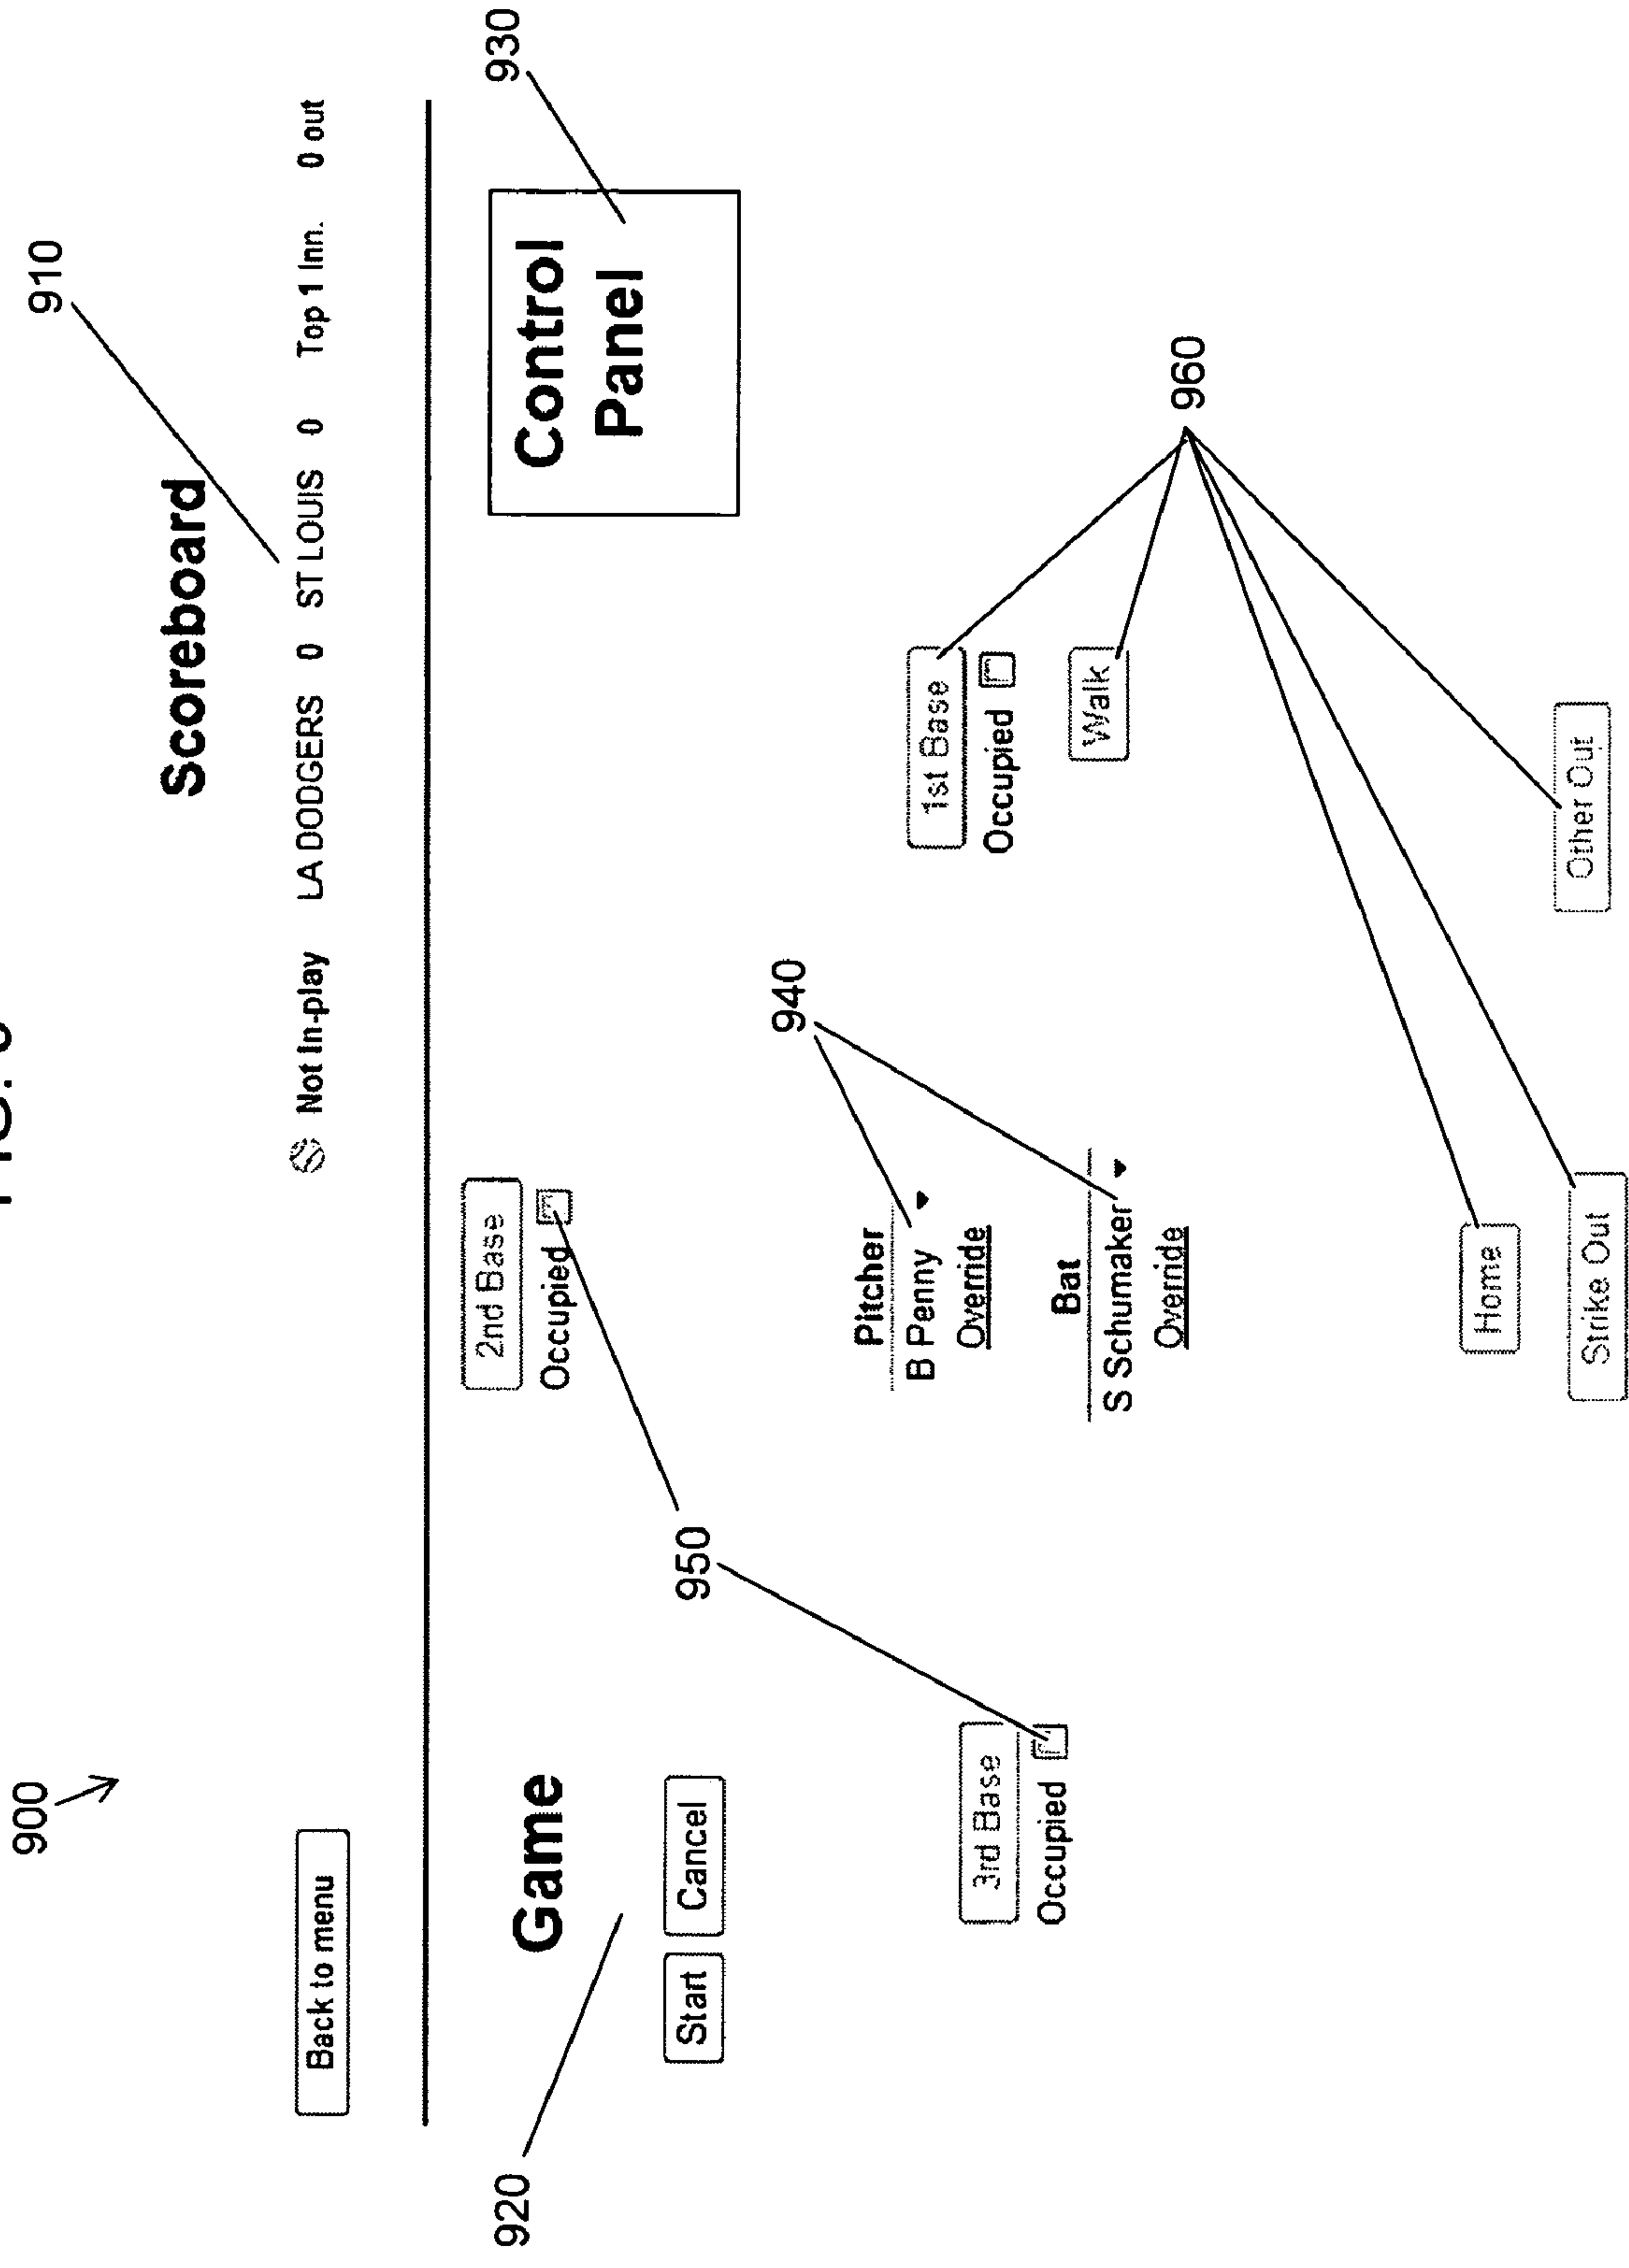 900
910
Scoreboard
Back to menu
Not In-play LA DODGERS 0 ST LOUIS 0 Top 1 Inn. 0 out
920
930
Game
Start Cancel
2nd Base
Occupied
Control
Panel
950
940
Pitcher
B Penny
Override
Bat
S Schumaker
Override
3rd Base
Occupied
1st Base
Occupied
Walk
960
Home
Strike Out
Other Out